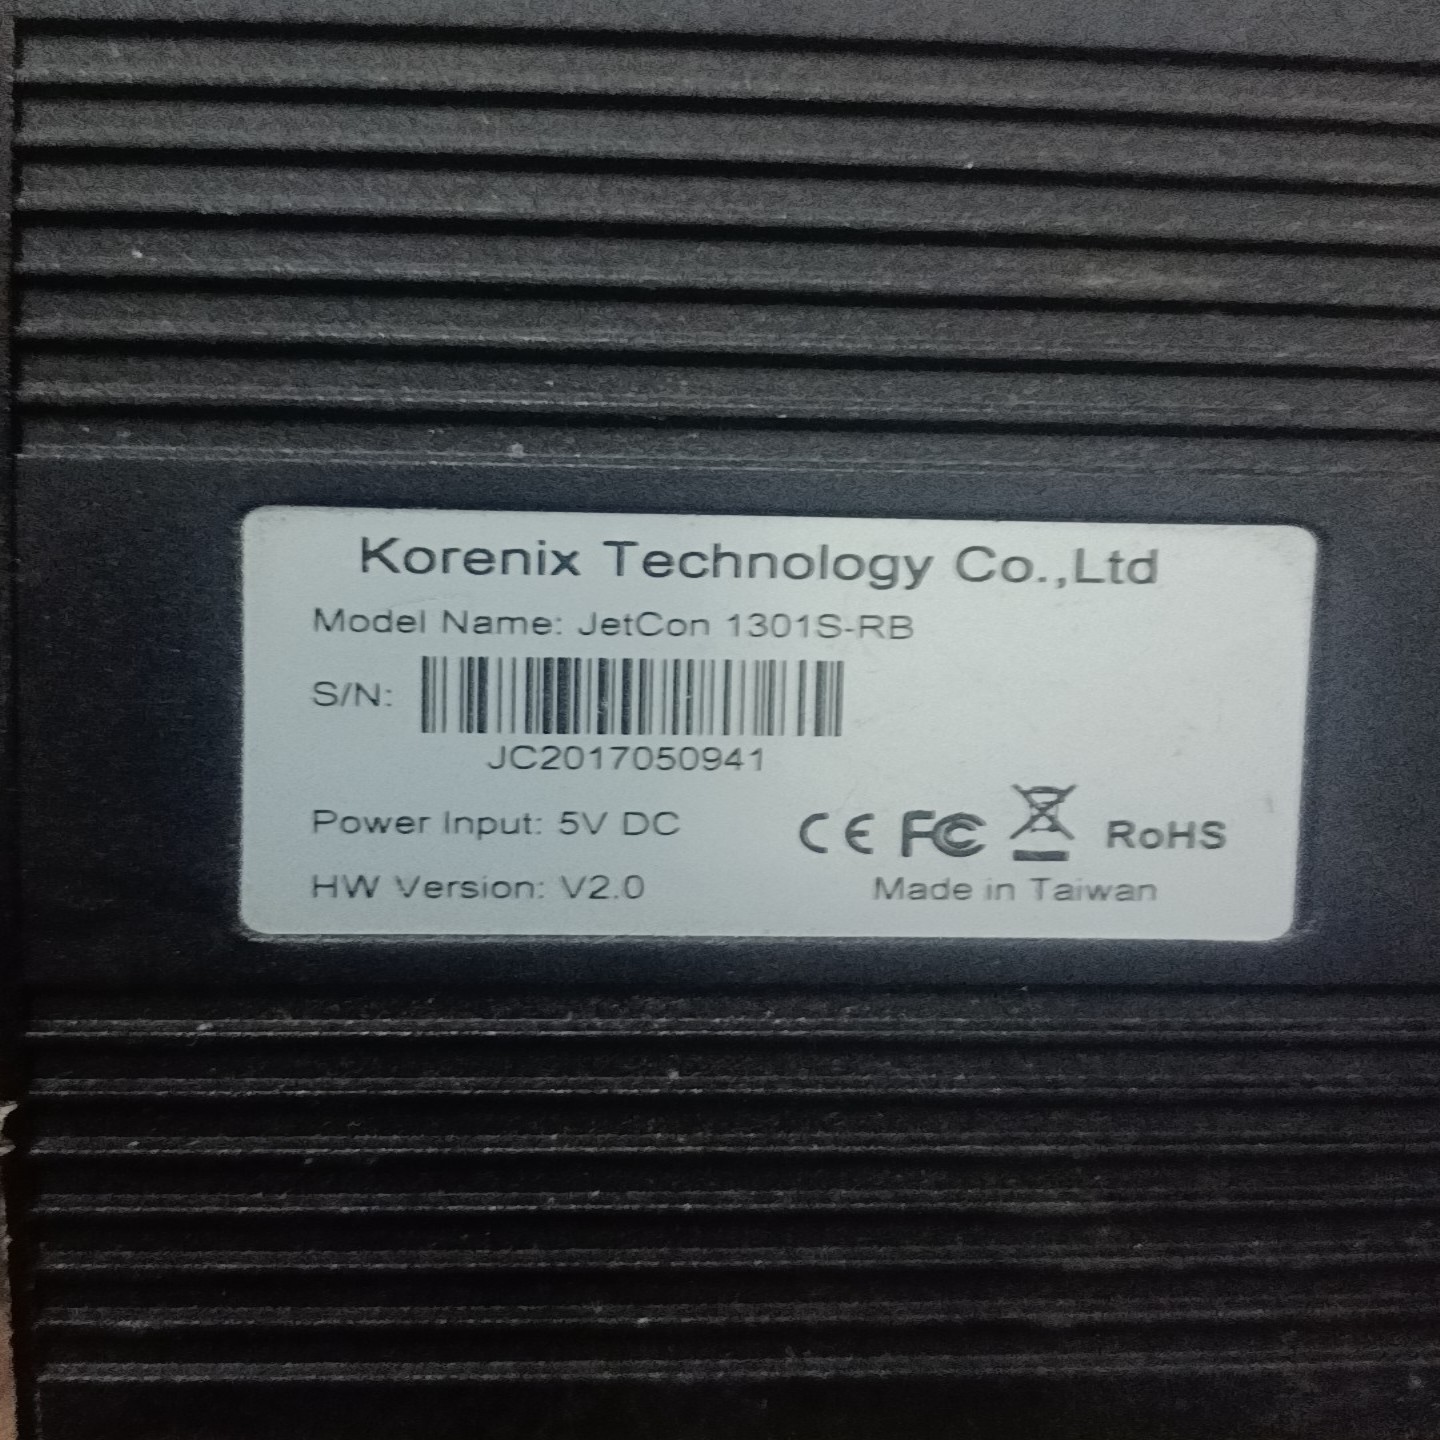 Korenix Technology Co.,Ltd
Model Name: JetCon 1301S-RB
S/N:
JC2017050941
Power Input: 5V DC
CE FC RoHS
HW Version: V2.0
Made in Taiwan